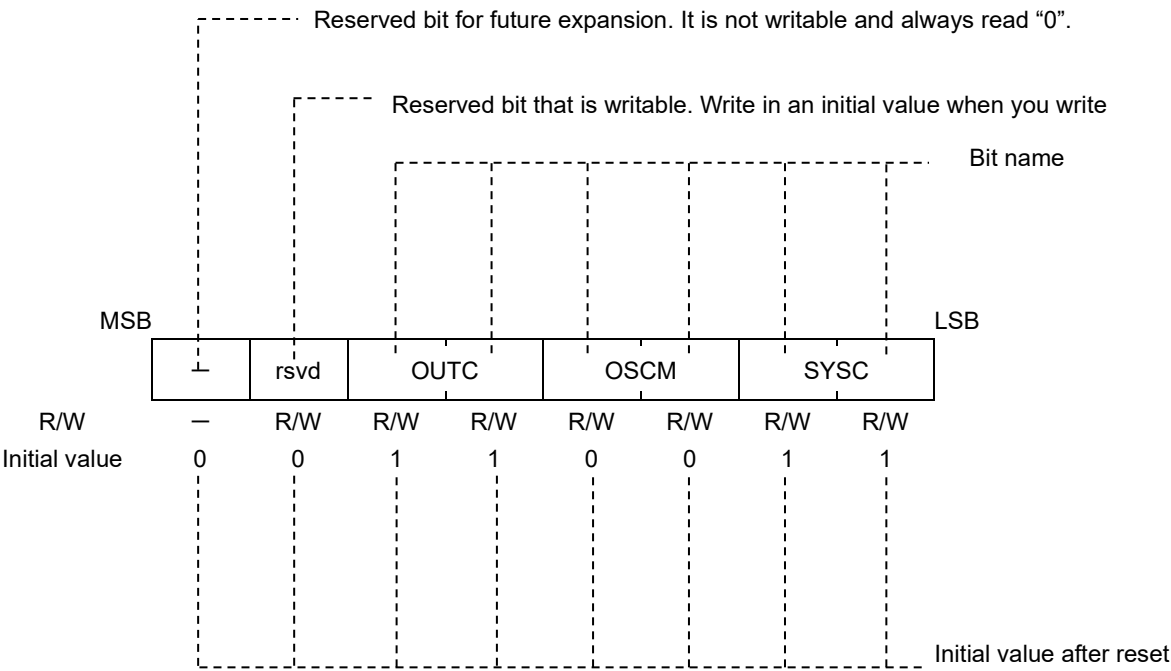 Reserved bit for future expansion. It is not writable and always read “0”.
Reserved bit that is writable. Write in an initial value when you write
Bit name
MSB
LSB
— rsvd OUTC OSCM SYSC
R/W — R/W R/W R/W R/W R/W R/W R/W
Initial value 0 0 1 1 0 0 1 1
Initial value after reset